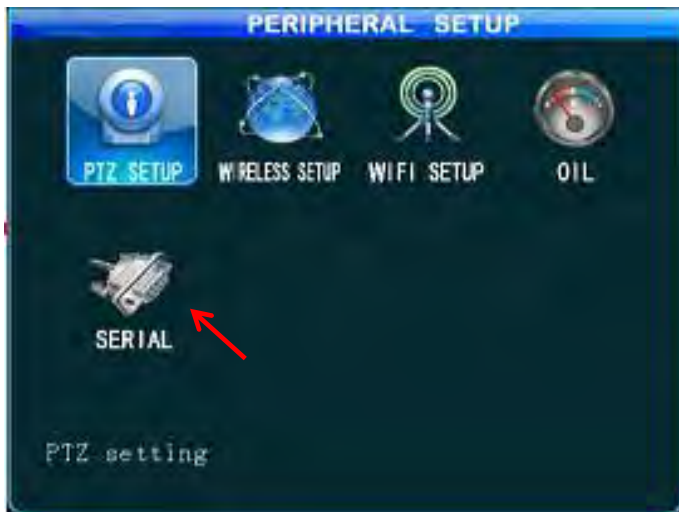 PERIPHERAL SETUP
PTZ SETUP WIRELESS SETUP WIFI SETUP OIL
SERIAL
PTZ setting